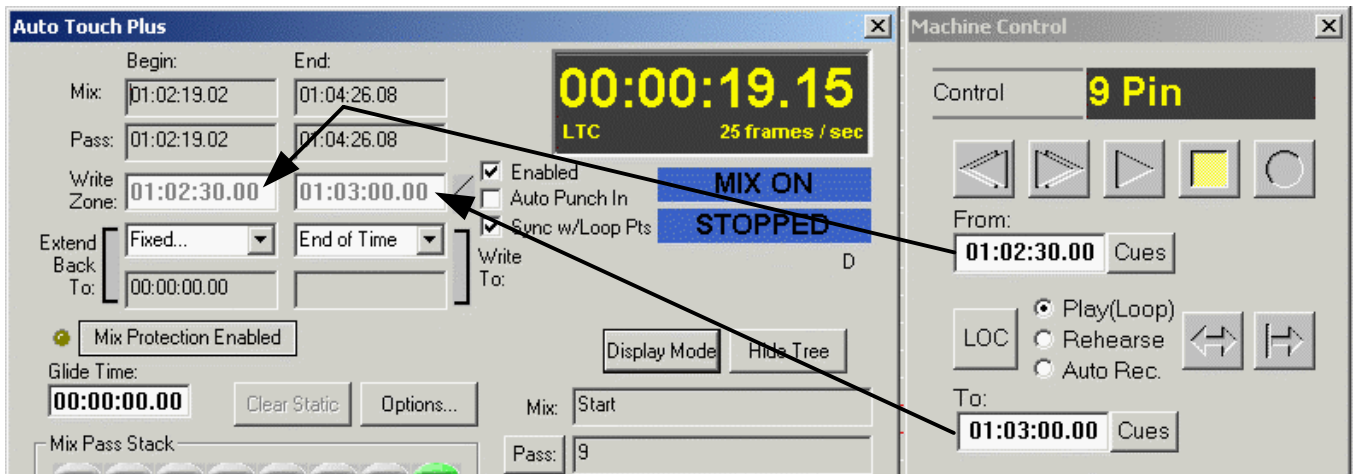 Auto Touch Plus
Begin: End:
Mix: 01:02:19.02 01:04:26.08
Pass: 01:02:19.02 01:04:26.08
Write Zone: 01:02:30.00 01:03:00.00
Extend Back To: Fixed... End of Time Write To:
00:00:00.00
00:00:19.15
LTC 25 frames / sec
Enabled
Auto Punch In
Sync w/Loop Pts
MIX ON
STOPPED
D
Mix Protection Enabled
Display Mode Hide Tree
Glide Time:
00:00:00.00 Clear Static Options...
Mix: Start
Mix Pass Stack
Pass: 9
Machine Control
Control 9 Pin
From:
01:02:30.00 Cues
LOC
Play(Loop)
Rehearse
Auto Rec.
To:
01:03:00.00 Cues